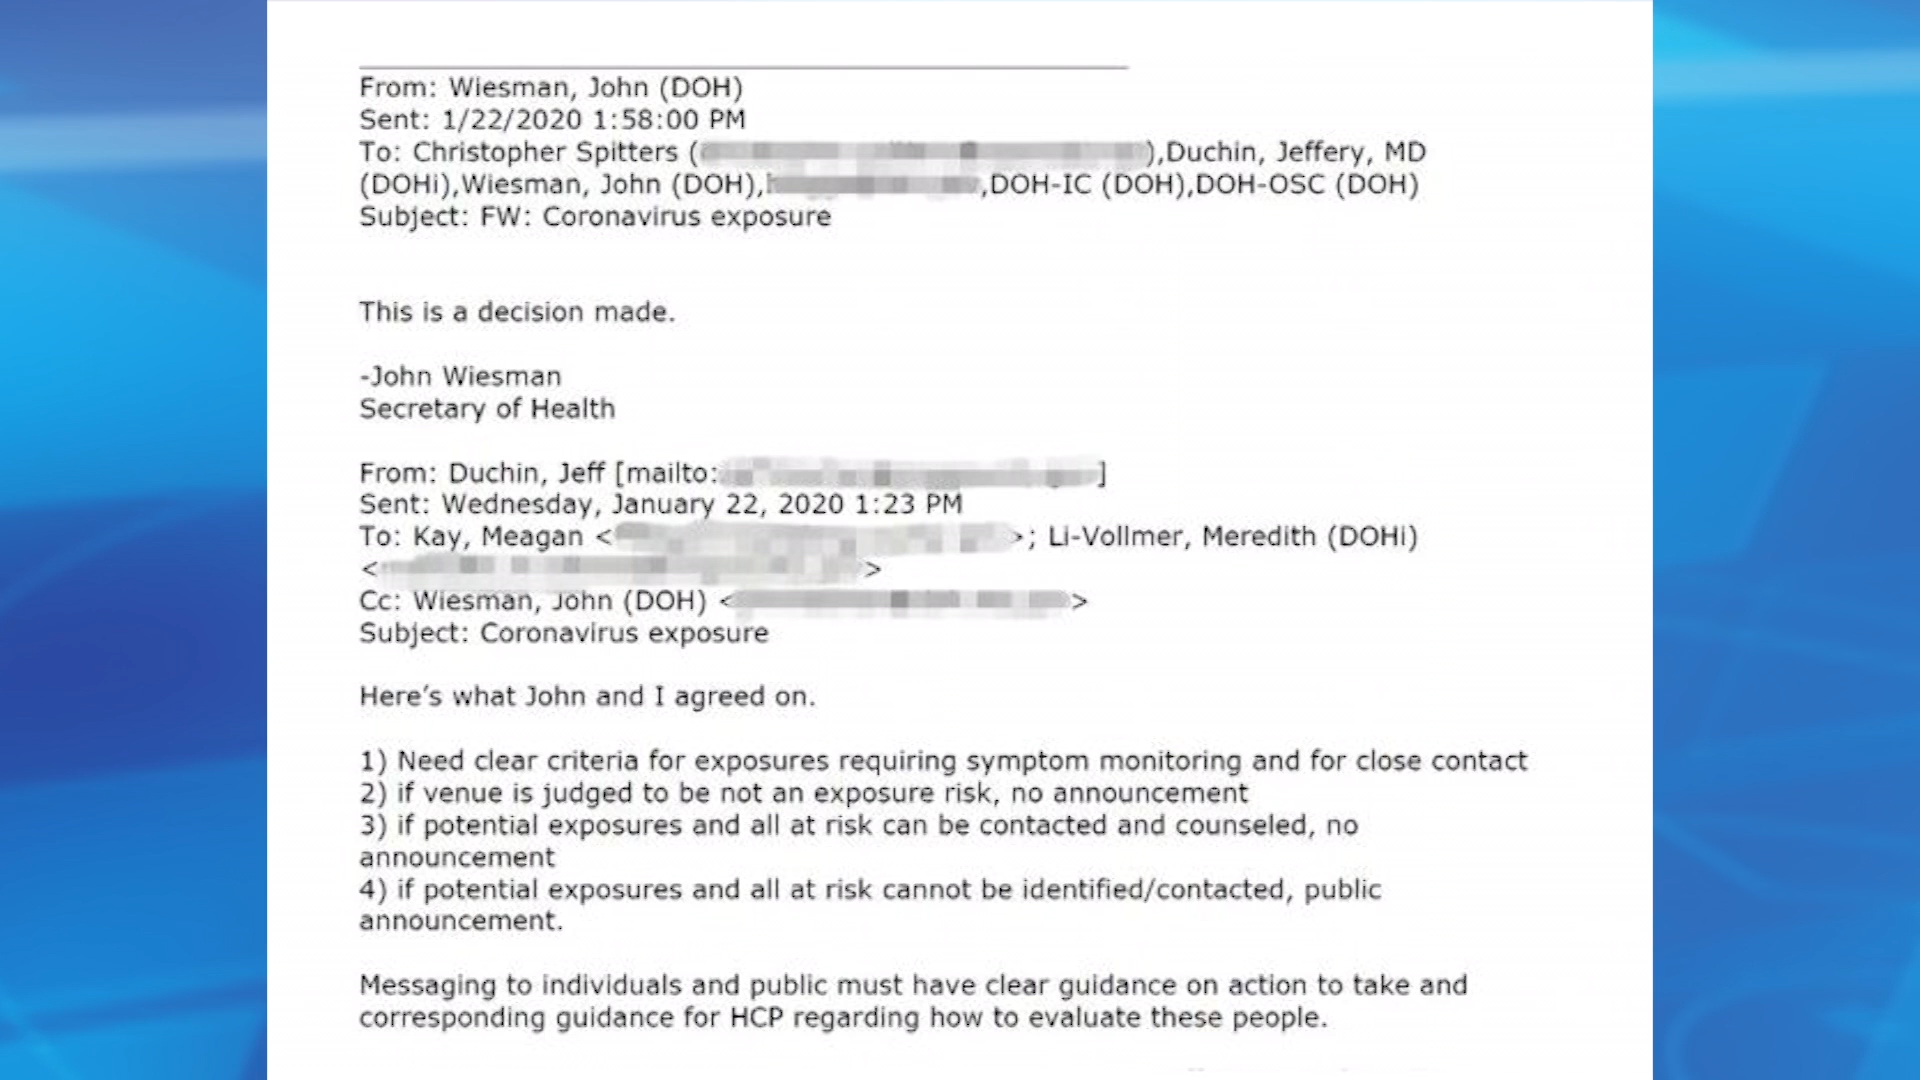 From: Wiesman, John (DOH)
Sent: 1/22/2020 1:58:00 PM
To: Christopher Spitters ( ),Duchin, Jeffery, MD
(DOHi),Wiesman, John (DOH), ,DOH-IC (DOH),DOH-OSC (DOH)
Subject: FW: Coronavirus exposure
This is a decision made.
-John Wiesman
Secretary of Health
From: Duchin, Jeff [mailto: ]
Sent: Wednesday, January 22, 2020 1:23 PM
To: Kay, Meagan < >; Li-Vollmer, Meredith (DOHi)
< >
Cc: Wiesman, John (DOH) < >
Subject: Coronavirus exposure
Here’s what John and I agreed on.
1) Need clear criteria for exposures requiring symptom monitoring and for close contact
2) if venue is judged to be not an exposure risk, no announcement
3) if potential exposures and all at risk can be contacted and counseled, no
announcement
4) if potential exposures and all at risk cannot be identified/contacted, public
announcement.
Messaging to individuals and public must have clear guidance on action to take and
corresponding guidance for HCP regarding how to evaluate these people.